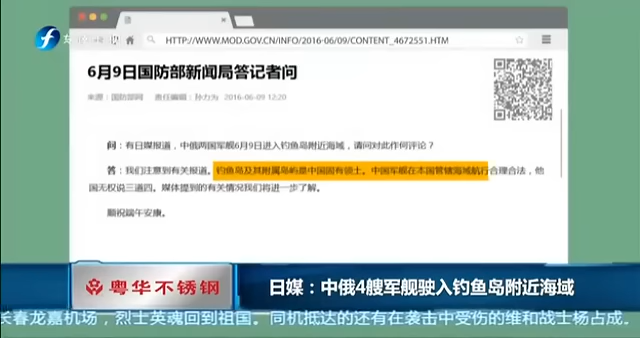 HTTP://WWW.MOD.GOV.CN/INFO/2016-06/09/CONTENT_4672551.HTM
6月9日国防部新闻局答记者问
来源：国防部网 责任编辑：孙力为 2016-06-09 12:20
问：有日媒报道，中俄两国军舰6月9日进入钓鱼岛附近海域，请问对此作何评论？
答：我们注意到有关报道。钓鱼岛及其附属岛屿是中国固有领土。中国军舰在本国管辖海域航行合理合法，他
国无权说三道四。媒体提到的有关情况我们将进一步了解。
顺祝端午安康。
粤华不锈钢
日媒：中俄4艘军舰驶入钓鱼岛附近海域
长春龙嘉机场，烈士英魂回到祖国。同机抵达的还有在袭击中受伤的维和战士杨占成。